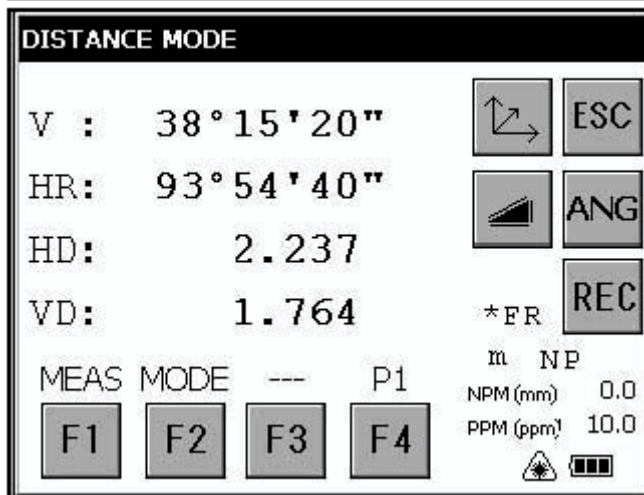 DISTANCE MODE
V : 38°15'20"
HR: 93°54'40"
HD: 2.237
VD: 1.764
ESC
ANG
REC
*FR
m NP
NPM (mm) 0.0
PPM (ppm) 10.0
MEAS MODE --- P1
F1 F2 F3 F4